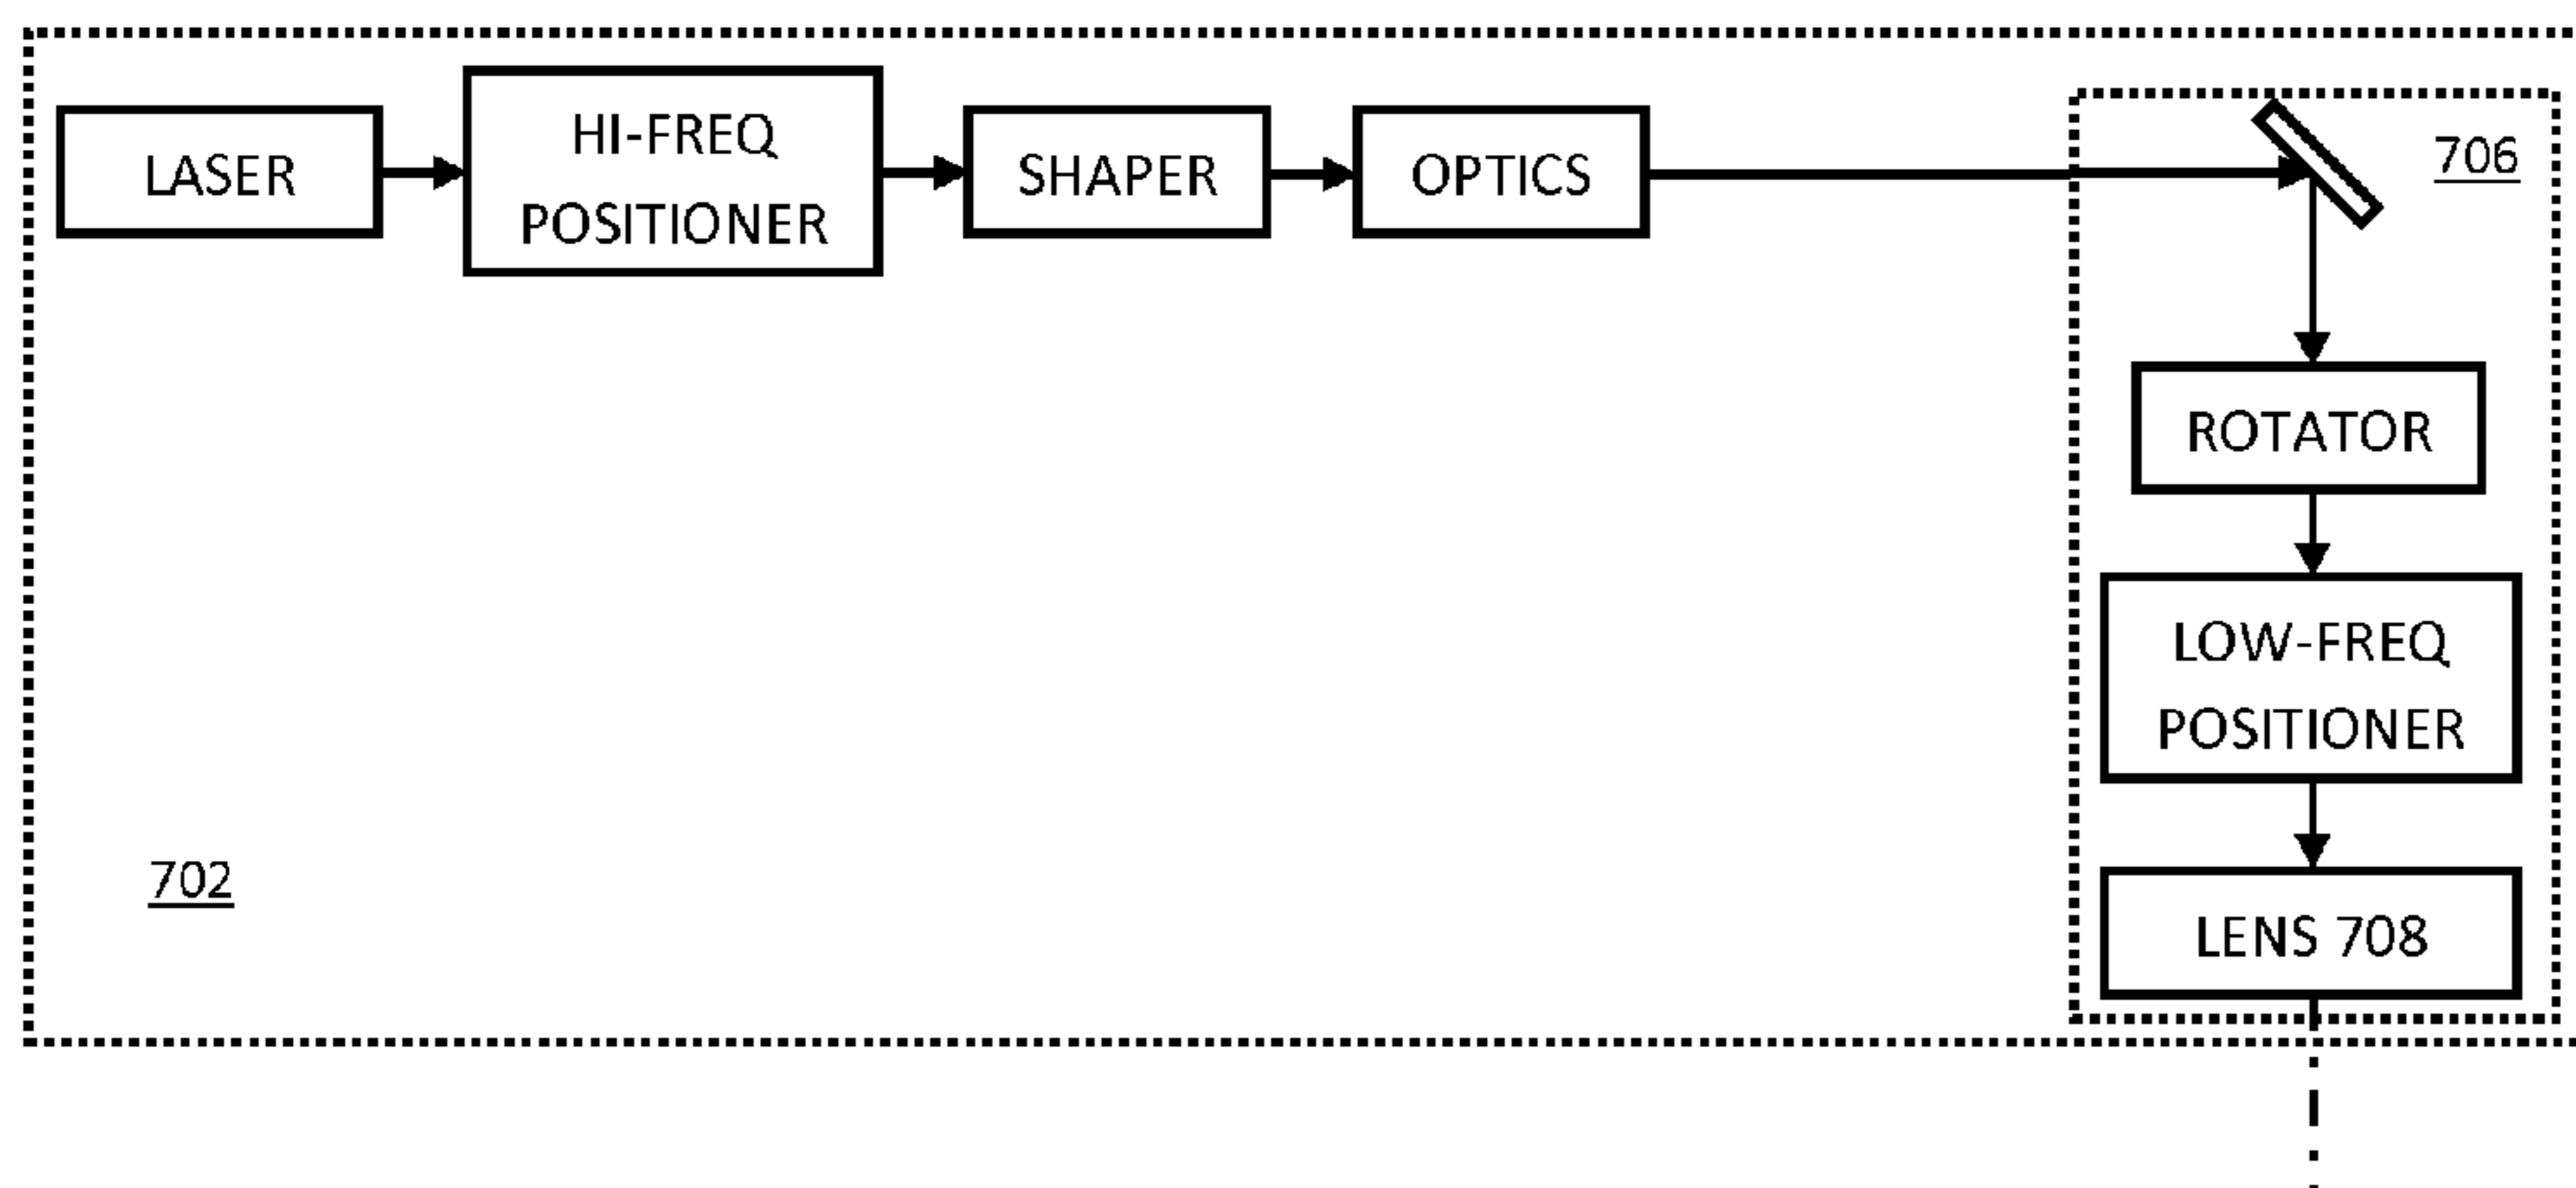 LASER
HI-FREQ
POSITIONER
SHAPER
OPTICS
706
ROTATOR
LOW-FREQ
POSITIONER
702
LENS 708